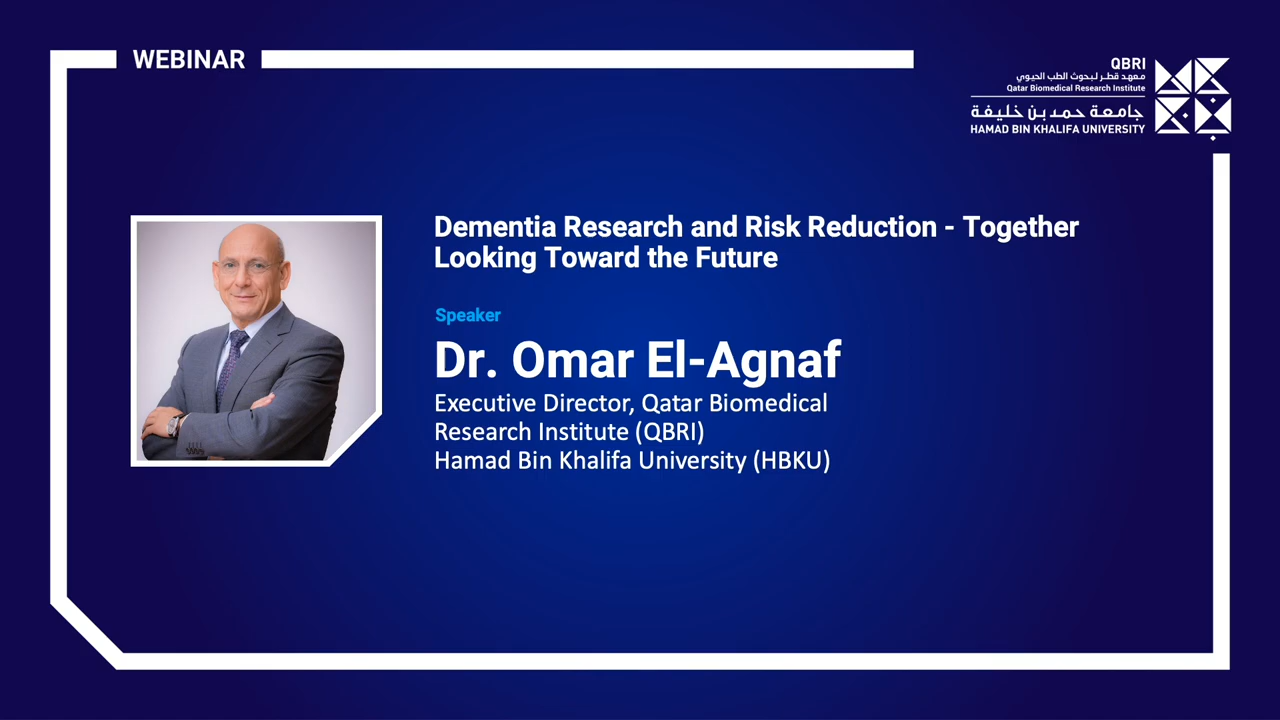 WEBINAR
QBRI
معهد قطر لبحوث الطب الحيوي
Qatar Biomedical Research Institute
جامعة حمد بن خليفة
HAMAD BIN KHALIFA UNIVERSITY
Dementia Research and Risk Reduction - Together
Looking Toward the Future
Speaker
Dr. Omar El-Agnaf
Executive Director, Qatar Biomedical
Research Institute (QBRI)
Hamad Bin Khalifa University (HBKU)